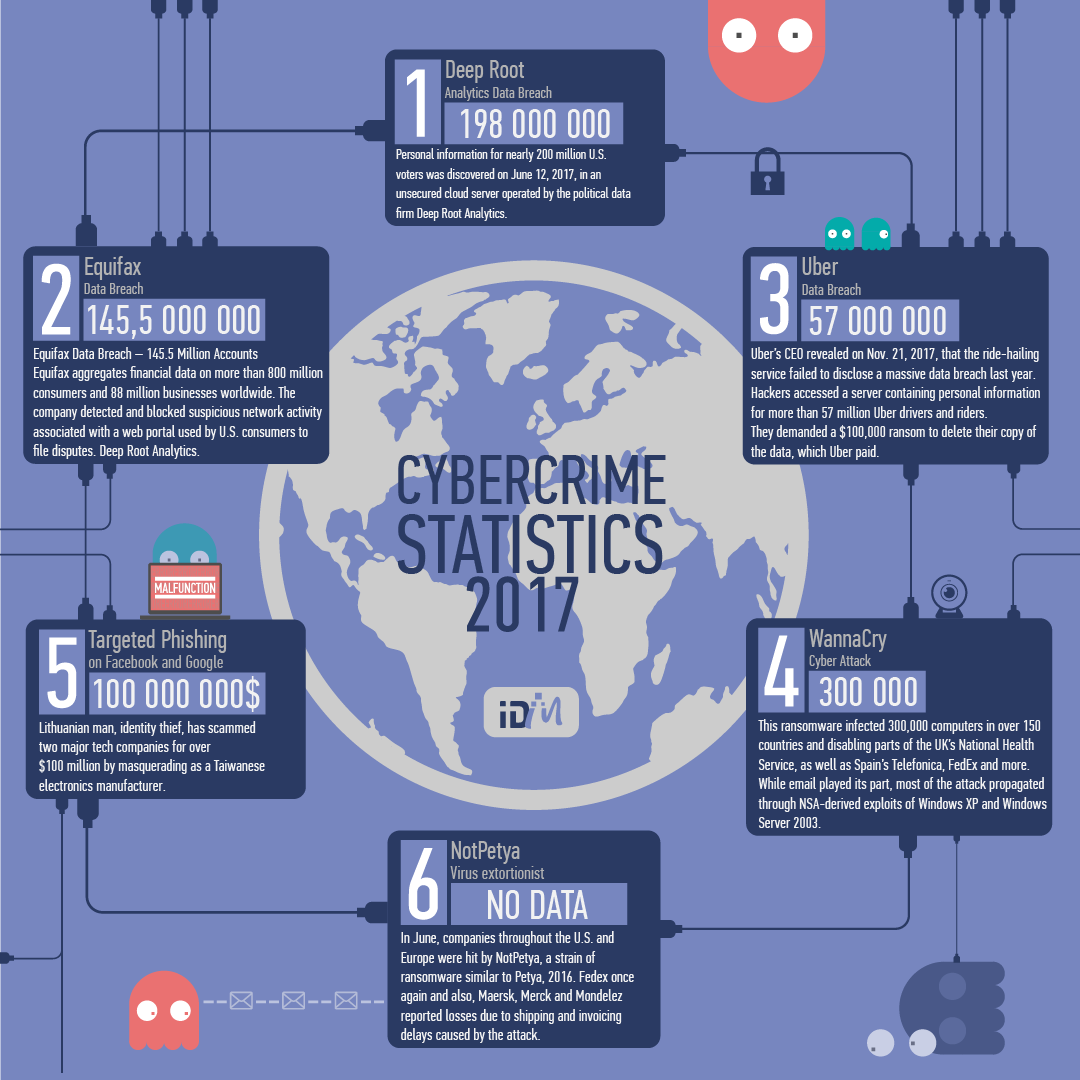 1
Deep Root
Analytics Data Breach
198 000 000
Personal information for nearly 200 million U.S.
voters was discovered on June 12, 2017, in an
unsecured cloud server operated by the political data
firm Deep Root Analytics.
2
Equifax
Data Breach
145,5 000 000
Equifax Data Breach – 145.5 Million Accounts
Equifax aggregates financial data on more than 800 million
consumers and 88 million businesses worldwide. The
company detected and blocked suspicious network activity
associated with a web portal used by U.S. consumers to
file disputes. Deep Root Analytics.
3
Uber
Data Breach
57 000 000
Uber's CEO revealed on Nov. 21, 2017, that the ride-hailing
service failed to disclose a massive data breach last year.
Hackers accessed a server containing personal information
for more than 57 million Uber drivers and riders.
They demanded a $100,000 ransom to delete their copy of
the data, which Uber paid.
CYBERCRIME
STATISTICS
2017
iDin
MALFUNCTION
5
Targeted Phishing
on Facebook and Google
100 000 000$
Lithuanian man, identity thief, has scammed
two major tech companies for over
$100 million by masquerading as a Taiwanese
electronics manufacturer.
4
WannaCry
Cyber Attack
300 000
This ransomware infected 300,000 computers in over 150
countries and disabling parts of the UK's National Health
Service, as well as Spain's Telefonica, FedEx and more.
While email played its part, most of the attack propagated
through NSA-derived exploits of Windows XP and Windows
Server 2003.
6
NotPetya
Virus extortionist
NO DATA
In June, companies throughout the U.S. and
Europe were hit by NotPetya, a strain of
ransomware similar to Petya, 2016. Fedex once
again and also, Maersk, Merck and Mondelez
reported losses due to shipping and invoicing
delays caused by the attack.